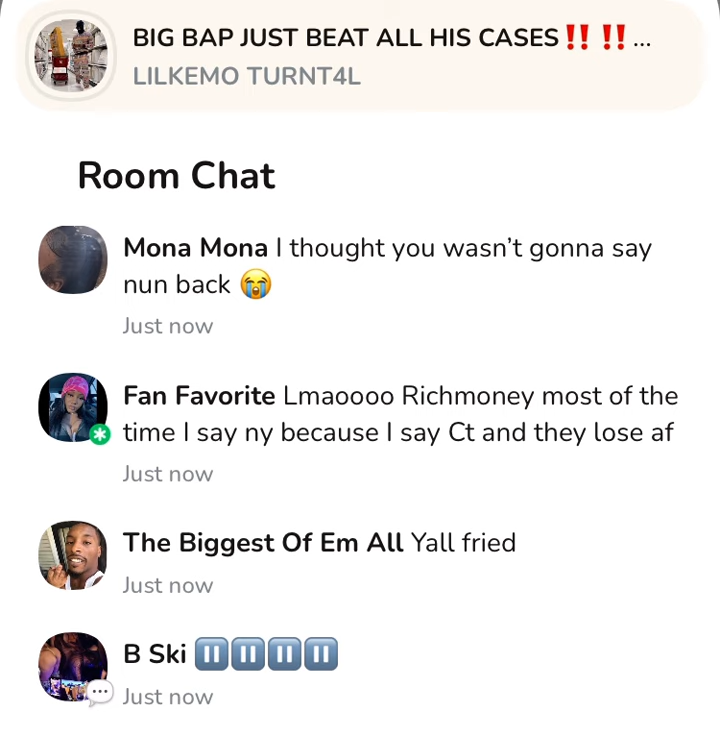 BIG BAP JUST BEAT ALL HIS CASES‼️ ‼️...
LILKEMO TURNT4L
Room Chat
Mona Mona I thought you wasn’t gonna say
nun back 😭
Just now
Fan Favorite Lmaoooo Richmoney most of the
time I say ny because I say Ct and they lose af
Just now
The Biggest Of Em All Yall fried
Just now
B Ski ⏸️⏸️⏸️⏸️
Just now